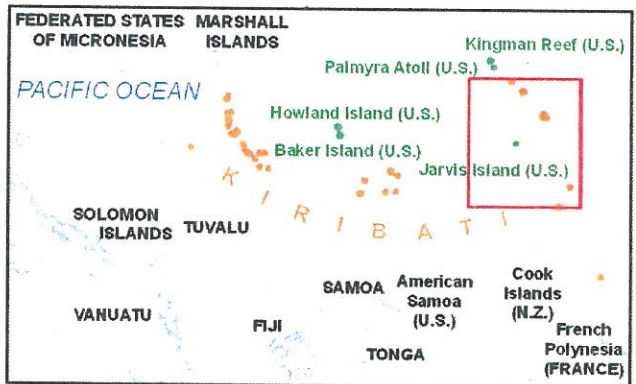 FEDERATED STATES
OF MICRONESIA
MARSHALL
ISLANDS
Kingman Reef (U.S.)
Palmyra Atoll (U.S.)
PACIFIC OCEAN
Howland Island (U.S.)
Baker Island (U.S.)
Jarvis Island (U.S.)
KIRIBATI
SOLOMON
ISLANDS
TUVALU
SAMOA
American
Samoa
(U.S.)
Cook
Islands
(N.Z.)
VANUATU
FIJI
TONGA
French
Polynesia
(FRANCE)